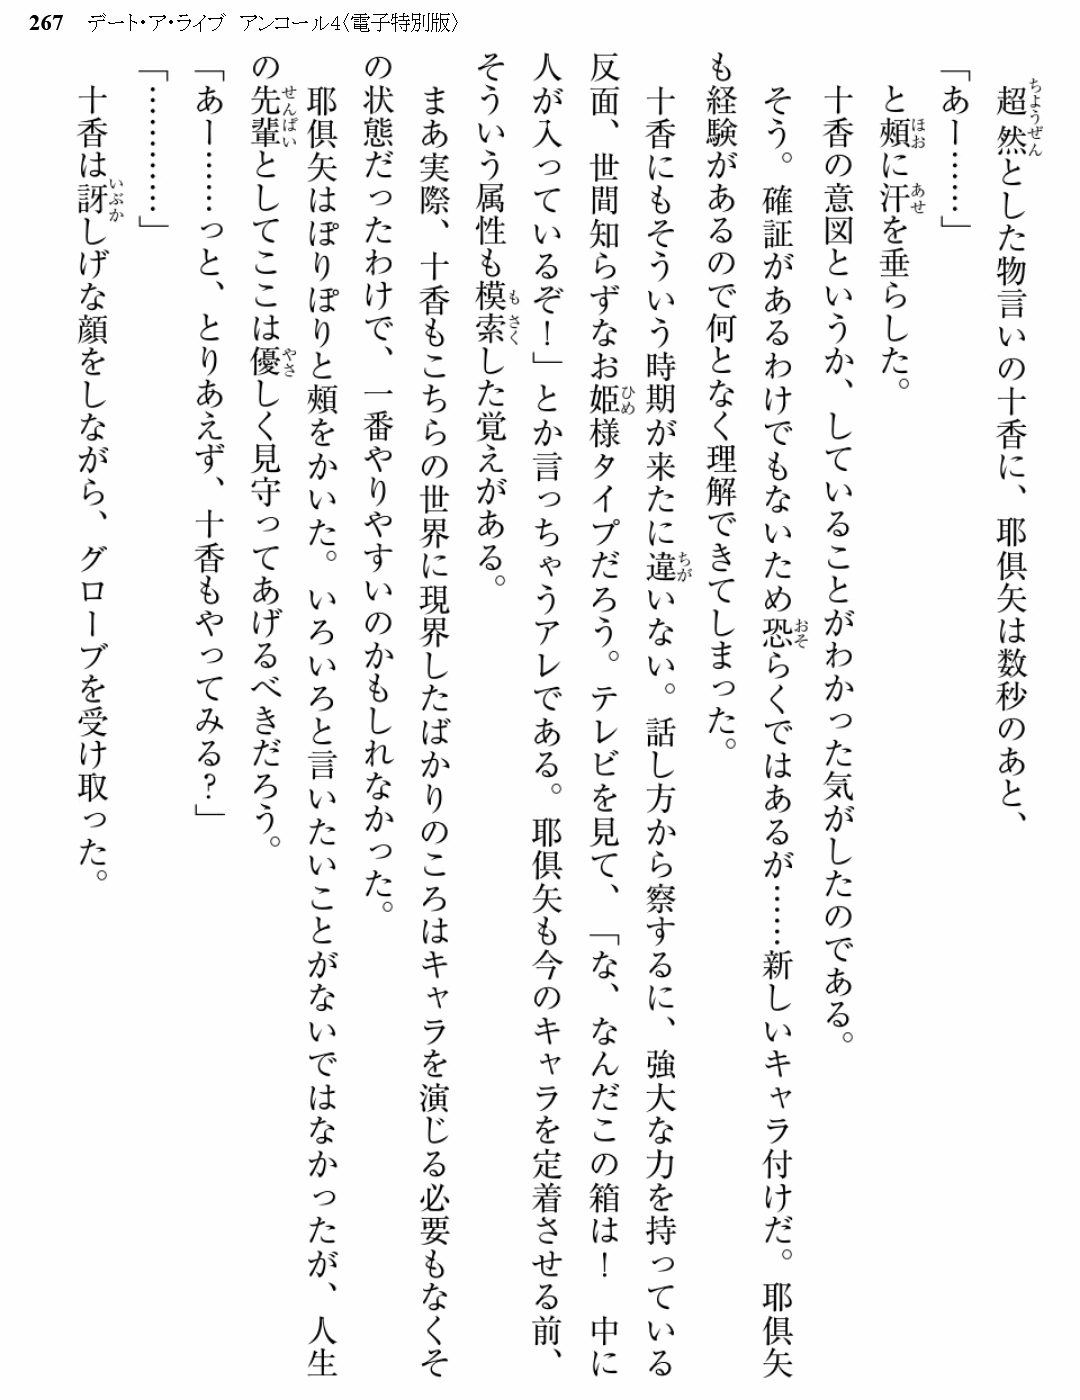 267 デート・ア・ライブ アンコール4〈電子特別版〉
超然とした物言いの十香に、耶倶矢は数秒のあと、
「あー……」
と頰に汗を垂らした。
十香の意図というか、していることがわかった気がしたのである。
そう。確証があるわけでもないため恐らくではあるが……新しいキャラ付けだ。耶倶矢
も経験があるので何となく理解できてしまった。
十香にもそういう時期が来たに違いない。話し方から察するに、強大な力を持っている
反面、世間知らずなお姫様タイプだろう。テレビを見て、「な、なんだこの箱は！　中に
人が入っているぞ！」とか言っちゃうアレである。耶倶矢も今のキャラを定着させる前、
そういう属性も模索した覚えがある。
まあ実際、十香もこちらの世界に現界したばかりのころはキャラを演じる必要もなくそ
の状態だったわけで、一番やりやすいのかもしれなかった。
耶倶矢はぽりぽりと頰をかいた。いろいろと言いたいことがないではなかったが、人生
の先輩としてここは優しく見守ってあげるべきだろう。
「あー……っと、とりあえず、十香もやってみる？」
「…………」
十香は訝しげな顔をしながら、グローブを受け取った。